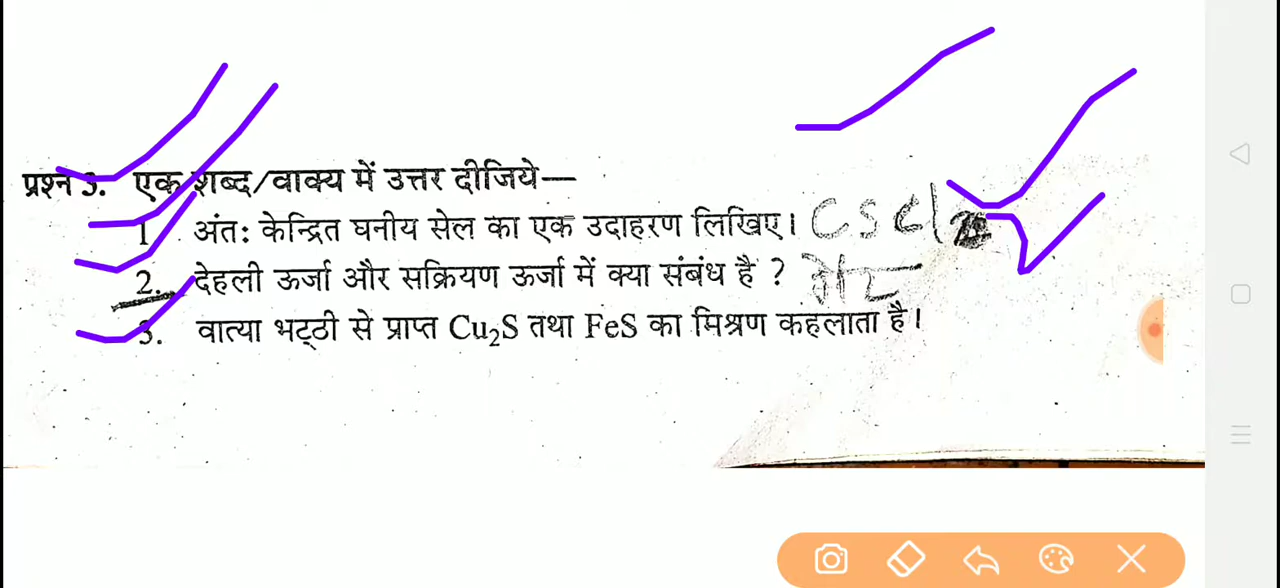 प्रश्न 3. एक शब्द/वाक्य में उत्तर दीजिये—
1. अंत: केन्द्रित घनीय सेल का एक उदाहरण लिखिए। CSCl
2. देहली ऊर्जा और सक्रियण ऊर्जा में क्या संबंध है ?
3. वात्या भट्ठी से प्राप्त Cu₂S तथा FeS का मिश्रण कहलाता है।